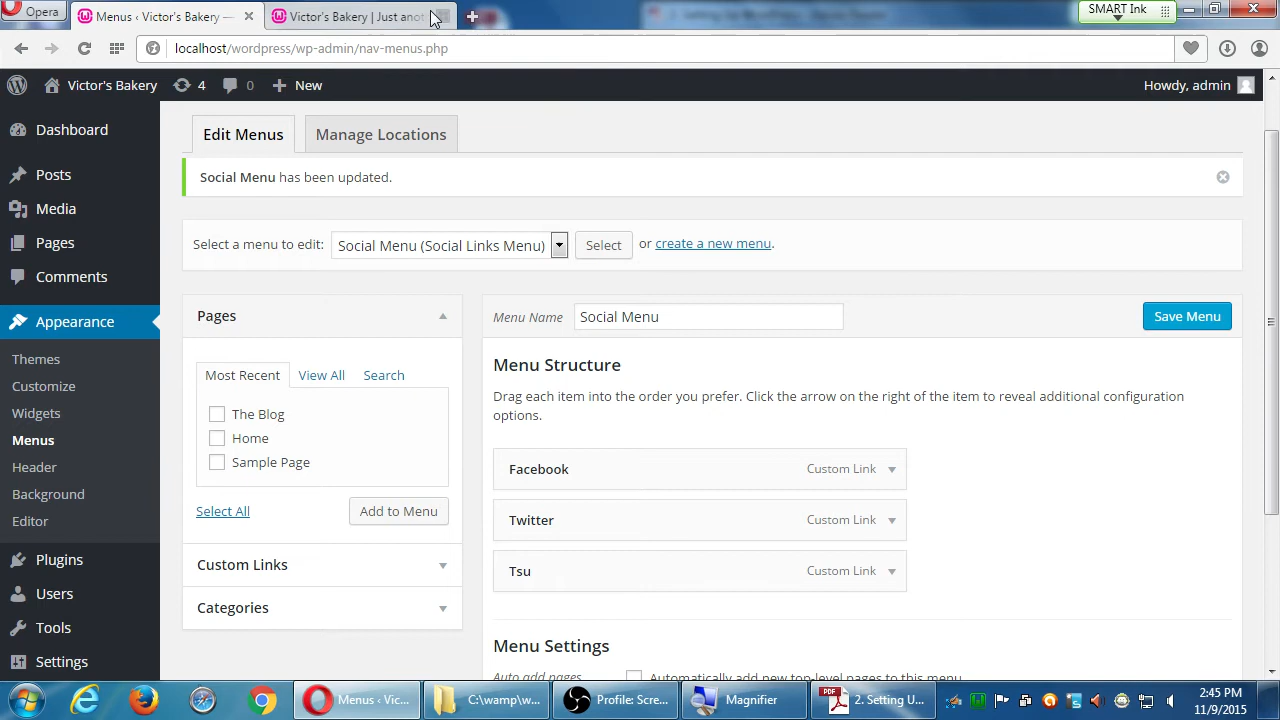 Opera
Menus ‹ Victor's Bakery —
Victor's Bakery | Just anot
SMART Ink
localhost/wordpress/wp-admin/nav-menus.php
Victor's Bakery
4
0
New
Howdy, admin
Dashboard
Posts
Media
Pages
Comments
Appearance
Themes
Customize
Widgets
Menus
Header
Background
Editor
Plugins
Users
Tools
Settings
Edit Menus
Manage Locations
Social Menu has been updated.
Select a menu to edit:
Social Menu (Social Links Menu)
Select
or create a new menu.
Pages
Most Recent
View All
Search
The Blog
Home
Sample Page
Select All
Add to Menu
Custom Links
Categories
Menu Name
Social Menu
Save Menu
Menu Structure
Drag each item into the order you prefer. Click the arrow on the right of the item to reveal additional configuration
options.
Facebook
Custom Link
Twitter
Custom Link
Tsu
Custom Link
Menu Settings
Auto add pages
Automatically add new top-level pages to this menu
Menus ‹ Vic...
C:\wamp\w...
Profile: Scre...
Magnifier
PDF
2. Setting U...
2:45 PM
11/9/2015